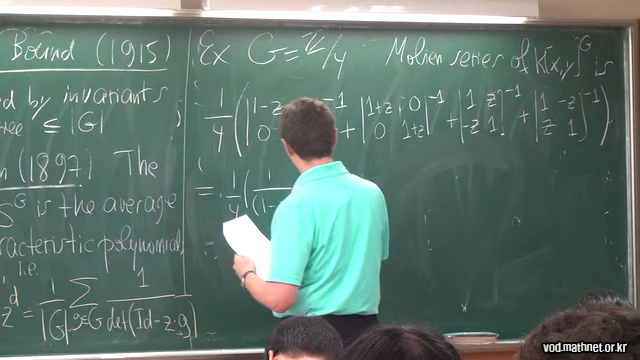 Bound (1915)
ed by invariants
ree ≤ |G|
(1897) The
S^G is the average
racteristic polynomials
i.e.
z^d = 1/|G| Σ_{g∈G} 1/det(Id-z·g)
Ex G=ℤ/4 Molien series of k[x,y]^G is
1/4 ( |1-z ... 0 ...|^{-1} + |1+z 0; 0 1+z|^{-1} + |1 z; -z 1|^{-1} + |1 -z; z 1|^{-1} )
= 1/4 ( 1/(1-
=
vod.mathnet.or.kr